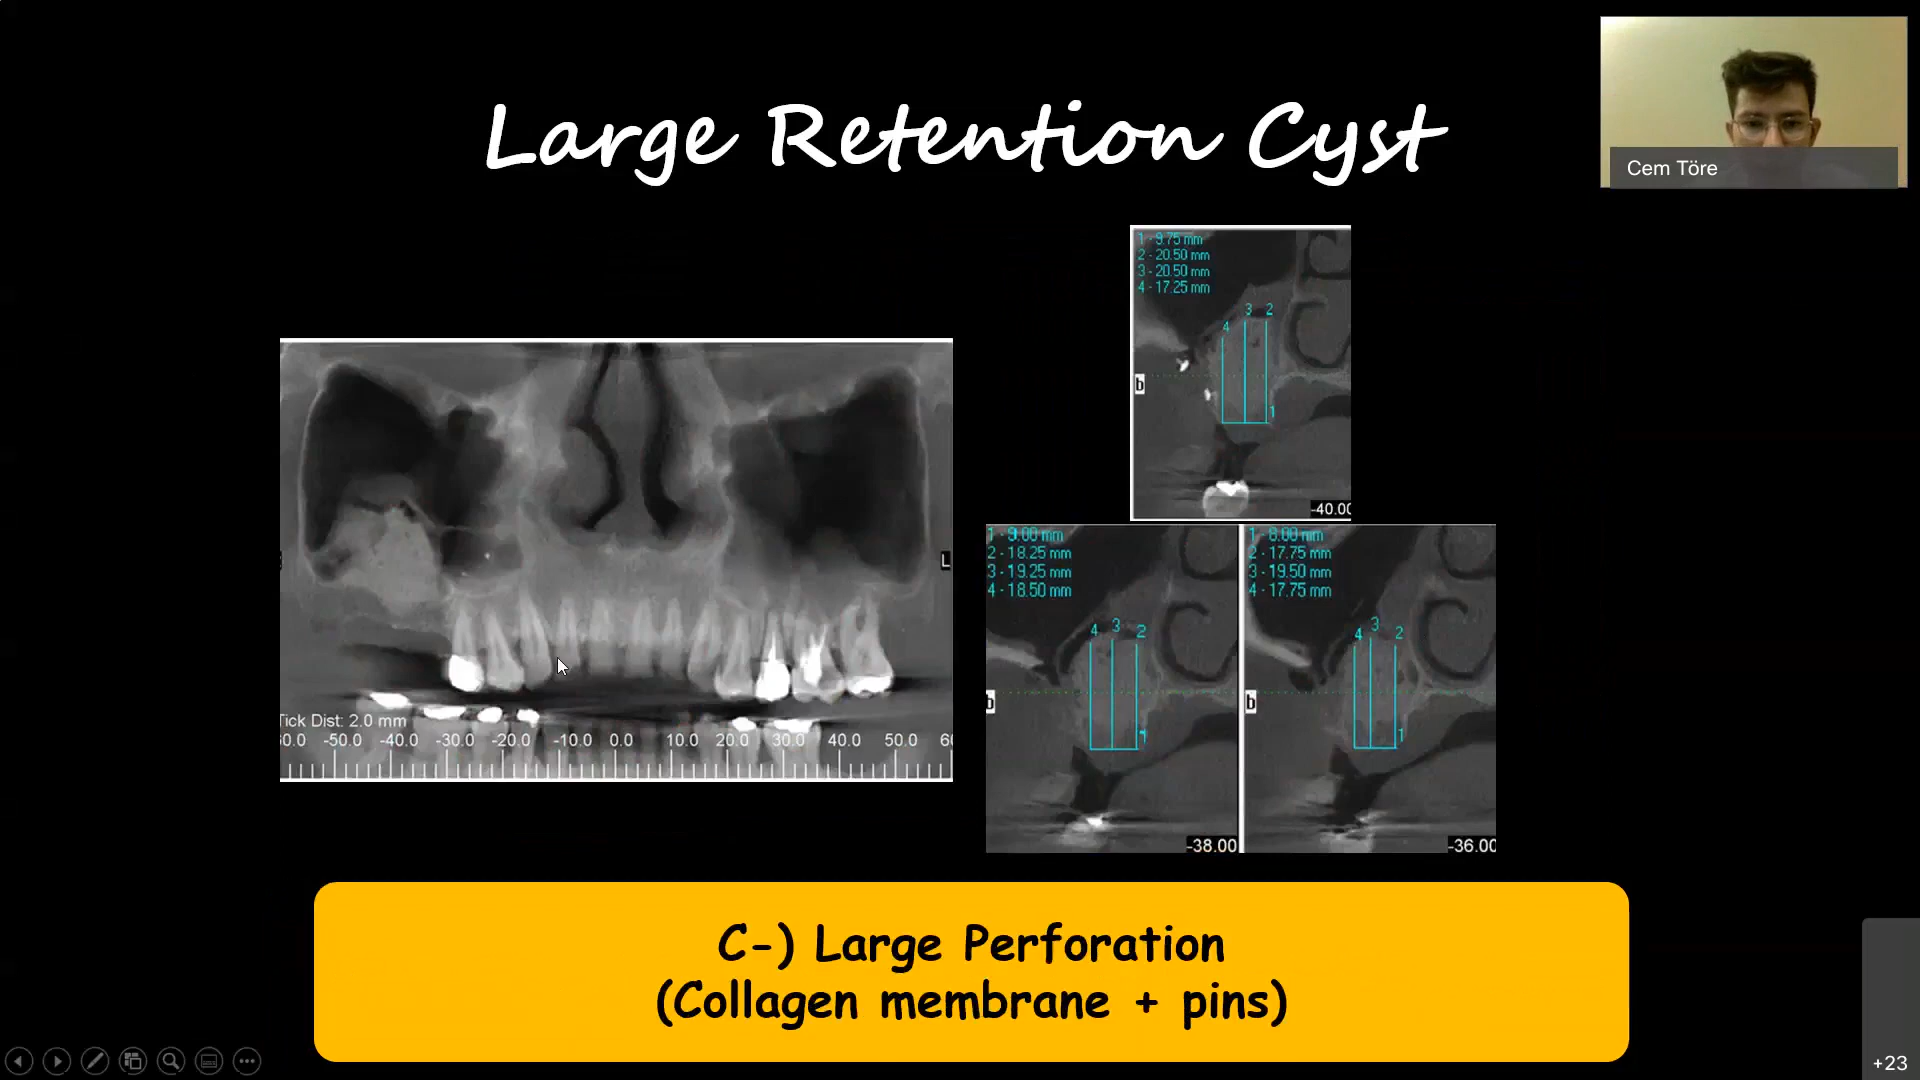 Large Retention Cyst
Cem Töre
1 - 9.75 mm
2 - 20.50 mm
3 - 20.50 mm
4 - 17.25 mm
3 2
4
b
1
-40.00
L
Tick Dist: 2.0 mm
-50.0 -40.0 -30.0 -20.0 -10.0 0.0 10.0 20.0 30.0 40.0 50.0
1 - 9.00 mm
2 - 18.25 mm
3 - 19.25 mm
4 - 18.50 mm
4 3 2
b
1
-38.00
1 - 8.00 mm
2 - 17.75 mm
3 - 19.50 mm
4 - 17.75 mm
4 3 2
b
1
-36.00
C-) Large Perforation
(Collagen membrane + pins)
+23